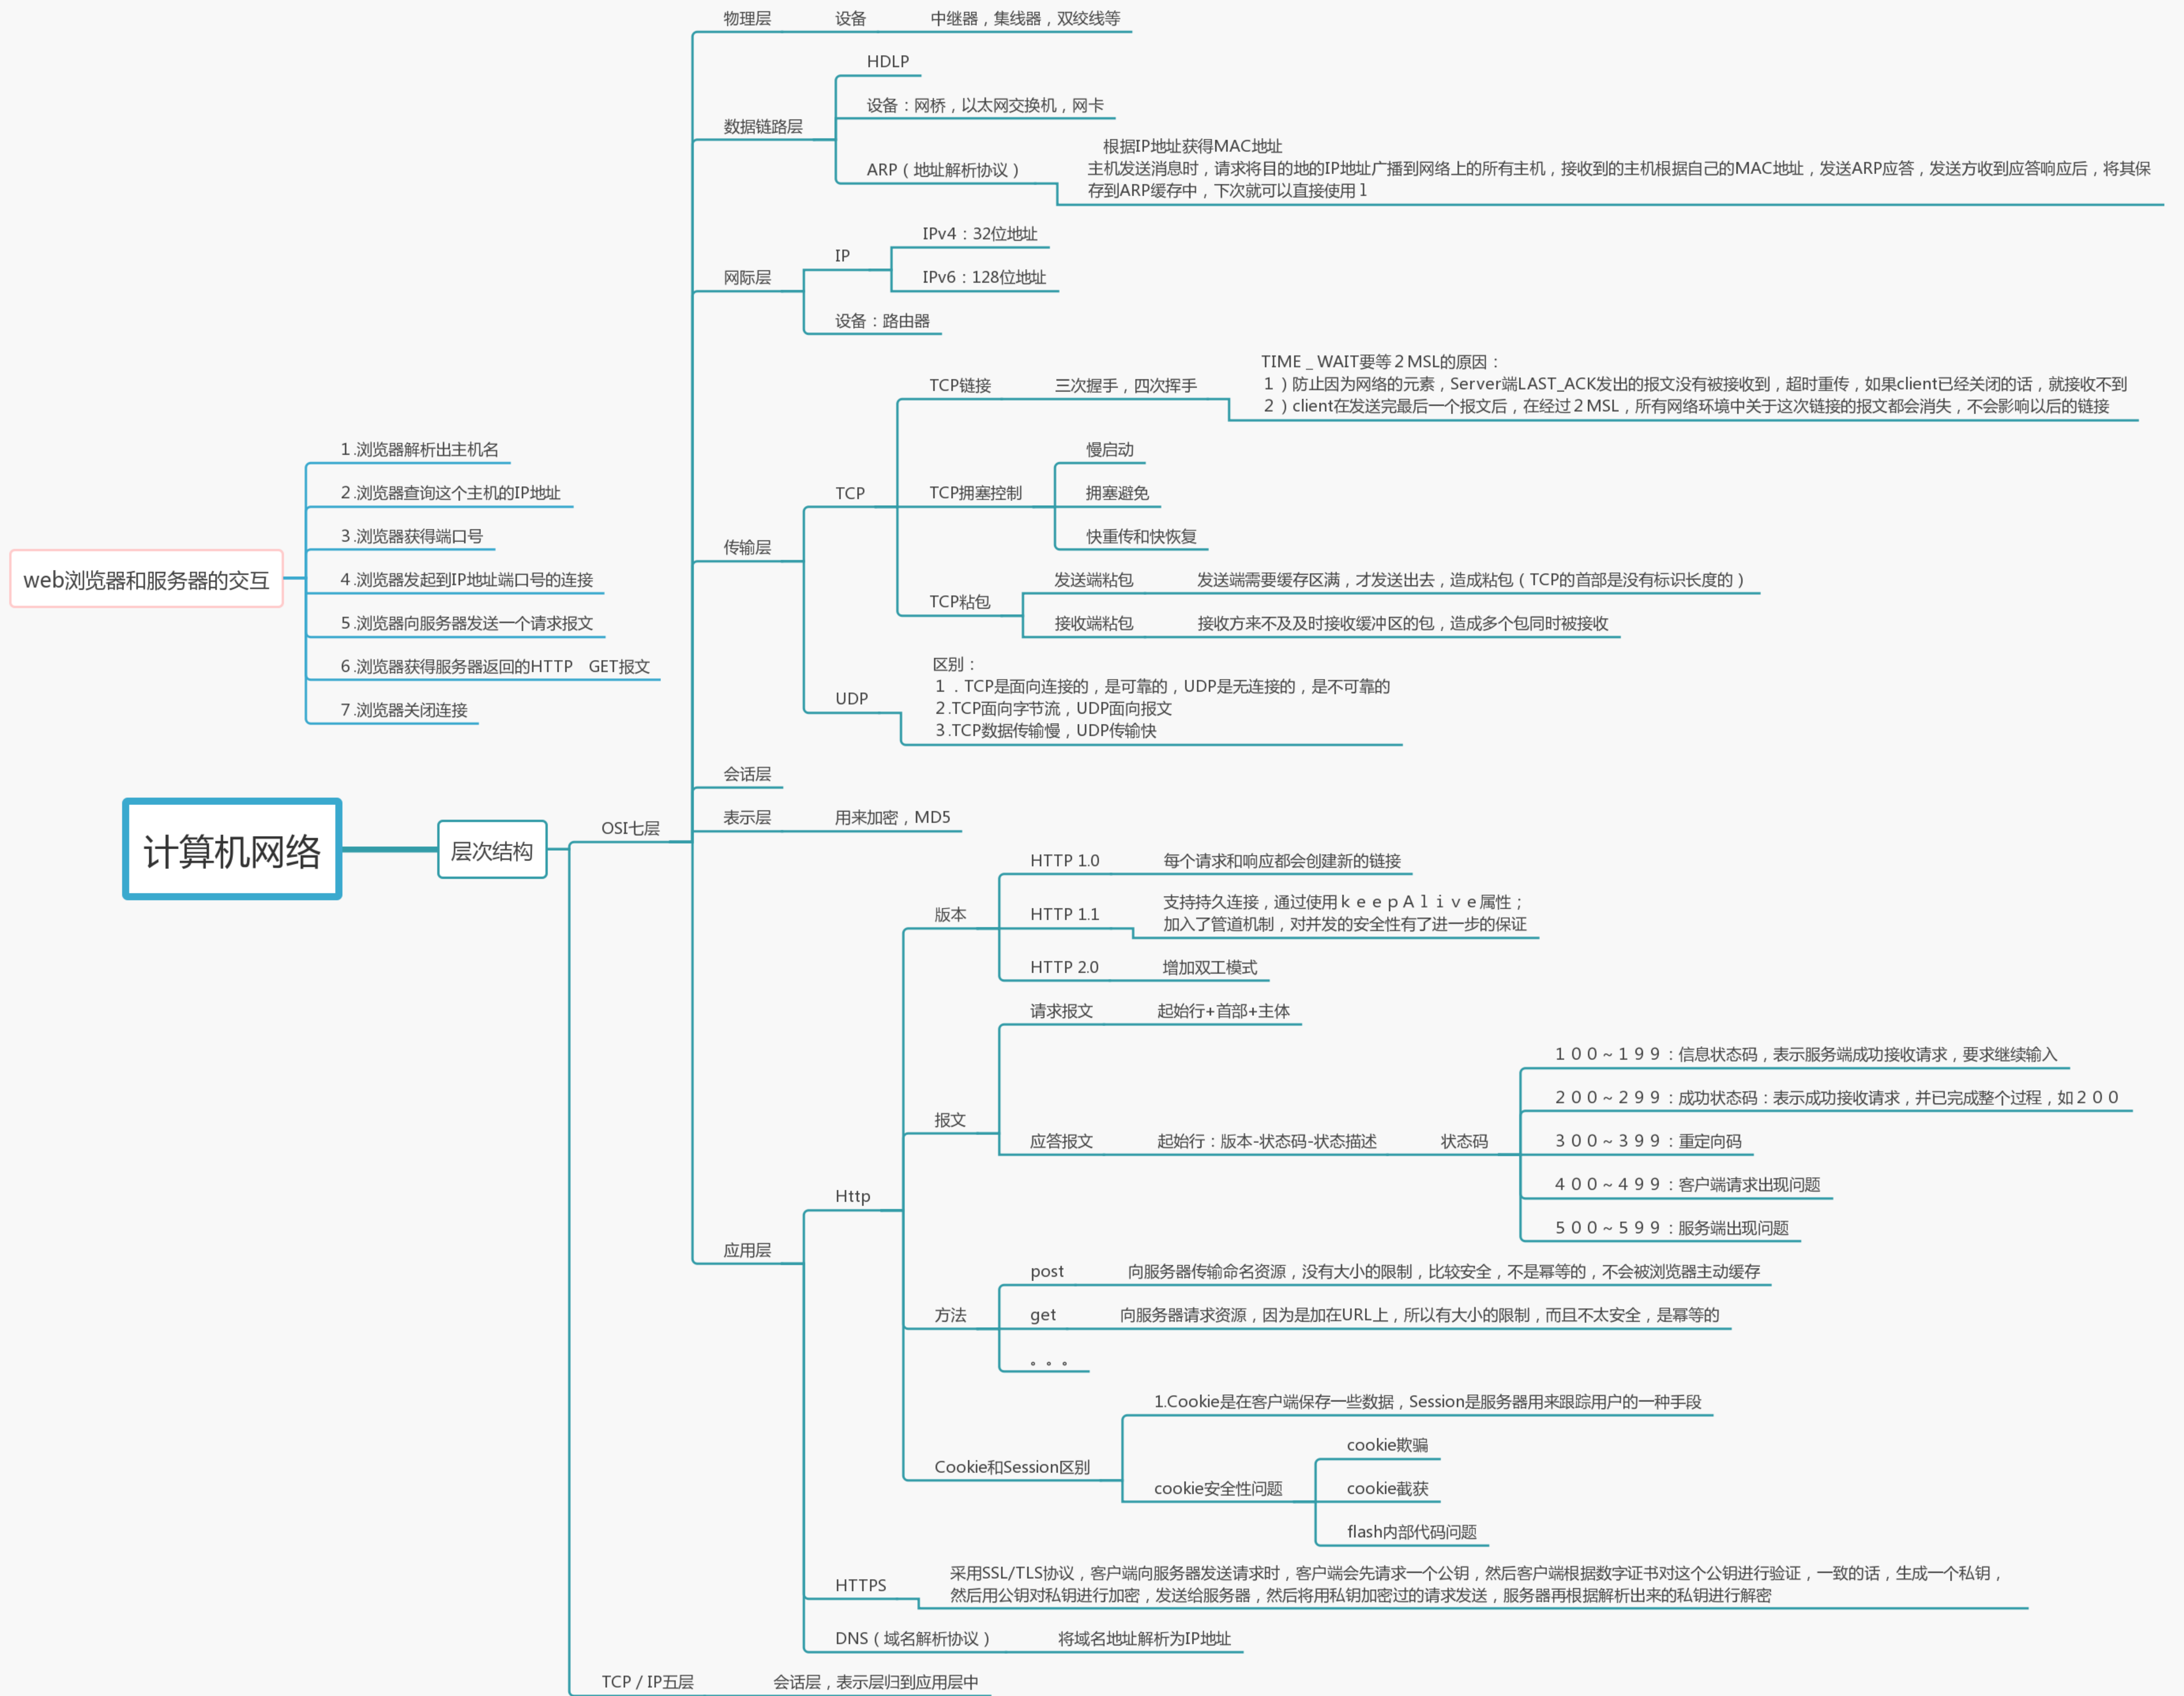 物理层
设备
中继器，集线器，双绞线等
数据链路层
HDLP
设备：网桥，以太网交换机，网卡
ARP（地址解析协议）
根据IP地址获得MAC地址
主机发送消息时，请求将目的地的IP地址广播到网络上的所有主机，接收到的主机根据自己的MAC地址，发送ARP应答，发送方收到应答响应后，将其保
存到ARP缓存中，下次就可以直接使用１
网际层
IP
IPv4：32位地址
IPv6：128位地址
设备：路由器
传输层
TCP
TCP链接
三次握手，四次挥手
TIME＿WAIT要等２MSL的原因：
１）防止因为网络的元素，Server端LAST_ACK发出的报文没有被接收到，超时重传，如果client已经关闭的话，就接收不到
２）client在发送完最后一个报文后，在经过２MSL，所有网络环境中关于这次链接的报文都会消失，不会影响以后的链接
TCP拥塞控制
慢启动
拥塞避免
快重传和快恢复
TCP粘包
发送端粘包
发送端需要缓存区满，才发送出去，造成粘包（TCP的首部是没有标识长度的）
接收端粘包
接收方来不及及时接收缓冲区的包，造成多个包同时被接收
UDP
区别：
１．TCP是面向连接的，是可靠的，UDP是无连接的，是不可靠的
２.TCP面向字节流，UDP面向报文
３.TCP数据传输慢，UDP传输快
web浏览器和服务器的交互
１.浏览器解析出主机名
２.浏览器查询这个主机的IP地址
３.浏览器获得端口号
４.浏览器发起到IP地址端口号的连接
５.浏览器向服务器发送一个请求报文
６.浏览器获得服务器返回的HTTP　GET报文
７.浏览器关闭连接
计算机网络
层次结构
OSI七层
会话层
表示层
用来加密，MD5
应用层
Http
版本
HTTP 1.0
每个请求和响应都会创建新的链接
HTTP 1.1
支持持久连接，通过使用ｋｅｅｐＡｌｉｖｅ属性；
加入了管道机制，对并发的安全性有了进一步的保证
HTTP 2.0
增加双工模式
报文
请求报文
起始行+首部+主体
应答报文
起始行：版本-状态码-状态描述
状态码
１００～１９９：信息状态码，表示服务端成功接收请求，要求继续输入
２００～２９９：成功状态码：表示成功接收请求，并已完成整个过程，如２００
３００～３９９：重定向码
４００～４９９：客户端请求出现问题
５００～５９９：服务端出现问题
方法
post
向服务器传输命名资源，没有大小的限制，比较安全，不是幂等的，不会被浏览器主动缓存
get
向服务器请求资源，因为是加在URL上，所以有大小的限制，而且不太安全，是幂等的
。。。
Cookie和Session区别
1.Cookie是在客户端保存一些数据，Session是服务器用来跟踪用户的一种手段
cookie安全性问题
cookie欺骗
cookie截获
flash内部代码问题
HTTPS
采用SSL/TLS协议，客户端向服务器发送请求时，客户端会先请求一个公钥，然后客户端根据数字证书对这个公钥进行验证，一致的话，生成一个私钥，
然后用公钥对私钥进行加密，发送给服务器，然后将用私钥加密过的请求发送，服务器再根据解析出来的私钥进行解密
DNS（域名解析协议）
将域名地址解析为IP地址
TCP / IP五层
会话层，表示层归到应用层中